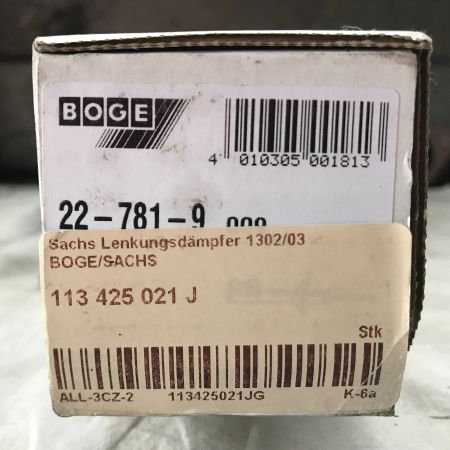 BOGE
4 010305 001813
22-781-9
Sachs Lenkungsdämpfer 1302/03
BOGE/SACHS
113 425 021 J
Stk
ALL-3CZ-2 113425021JG K-6a